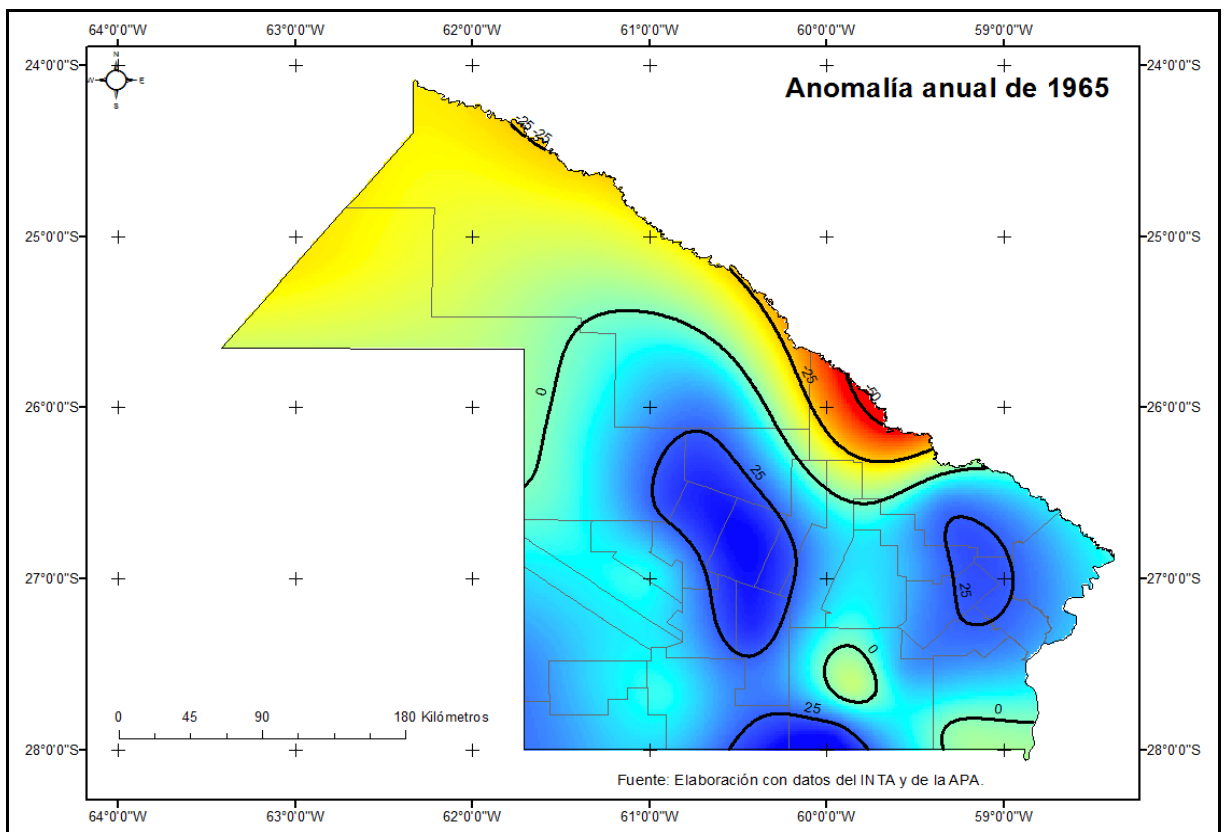 64°0'0"W 63°0'0"W 62°0'0"W 61°0'0"W 60°0'0"W 59°0'0"W
Anomalía anual de 1965
N
W E
S
24°0'0"S 24°0'0"S
25°0'0"S 25°0'0"S
26°0'0"S 26°0'0"S
27°0'0"S 27°0'0"S
28°0'0"S 28°0'0"S
-25 -25
-25
-50
0
25
25
0
25
0
0 45 90 180 Kilómetros
Fuente: Elaboración con datos del INTA y de la APA.
64°0'0"W 63°0'0"W 62°0'0"W 61°0'0"W 60°0'0"W 59°0'0"W